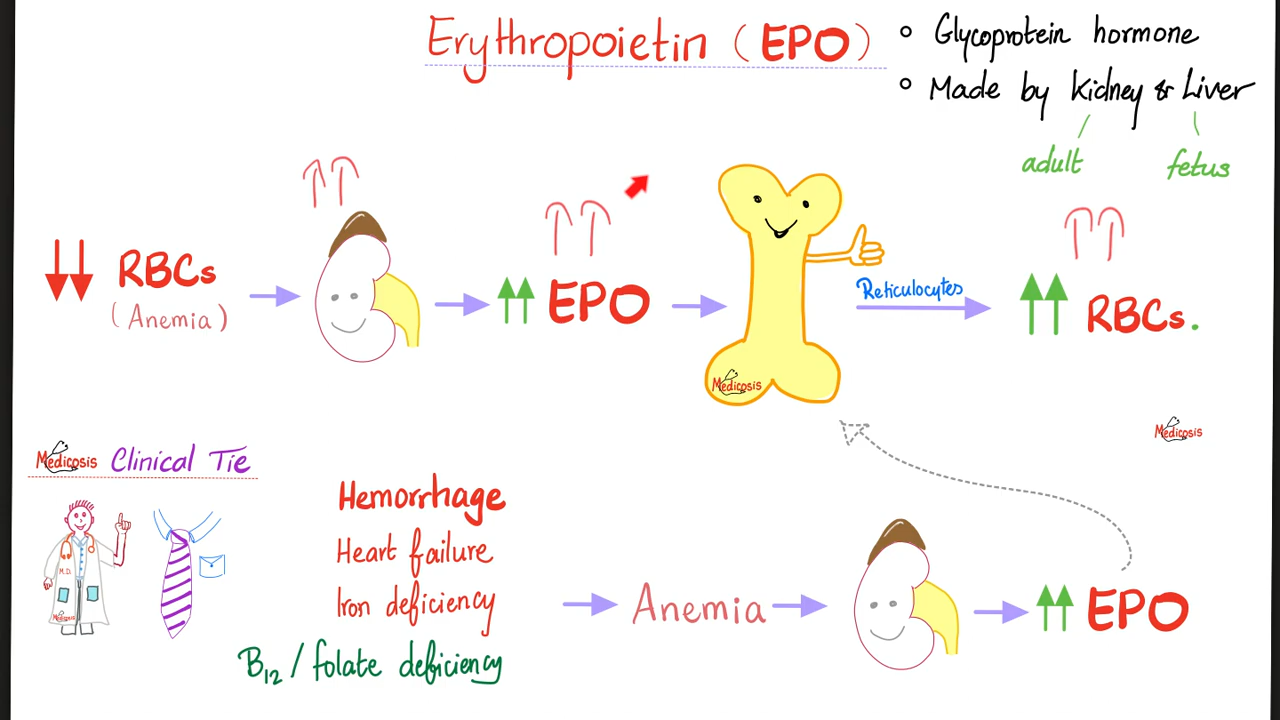 Erythropoietin (EPO)
Glycoprotein hormone
Made by kidney & Liver
adult
fetus
↓↓ RBCs
(Anemia)
↑↑
↑↑
↑↑ EPO
Reticulocytes
↑↑
↑↑ RBCs.
Medicosis
Medicosis
Medicosis Clinical Tie
M.D.
Medicosis
Hemorrhage
Heart failure
Iron deficiency
B12 / folate deficiency
Anemia
↑↑ EPO